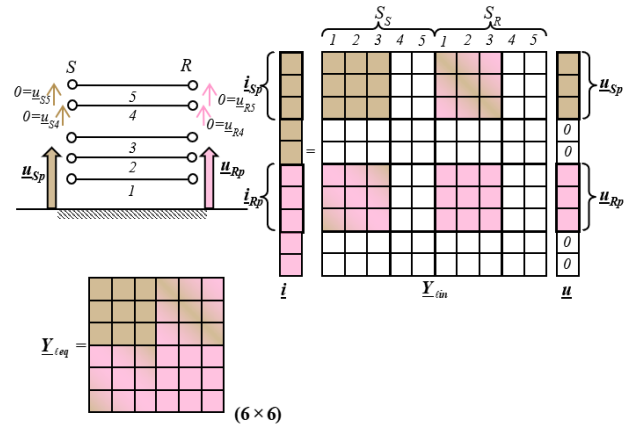 S_S S_R
1 2 3 4 5 1 2 3 4 5
S R
0=u_S5 5 0=u_R5
0=u_S4 4 0=u_R4
3
2
1
u_Sp u_Rp
i_Sp = u_Sp
0
0
i_Rp u_Rp
0
0
i Y_ℓin u
Y_ℓeq =
(6 × 6)